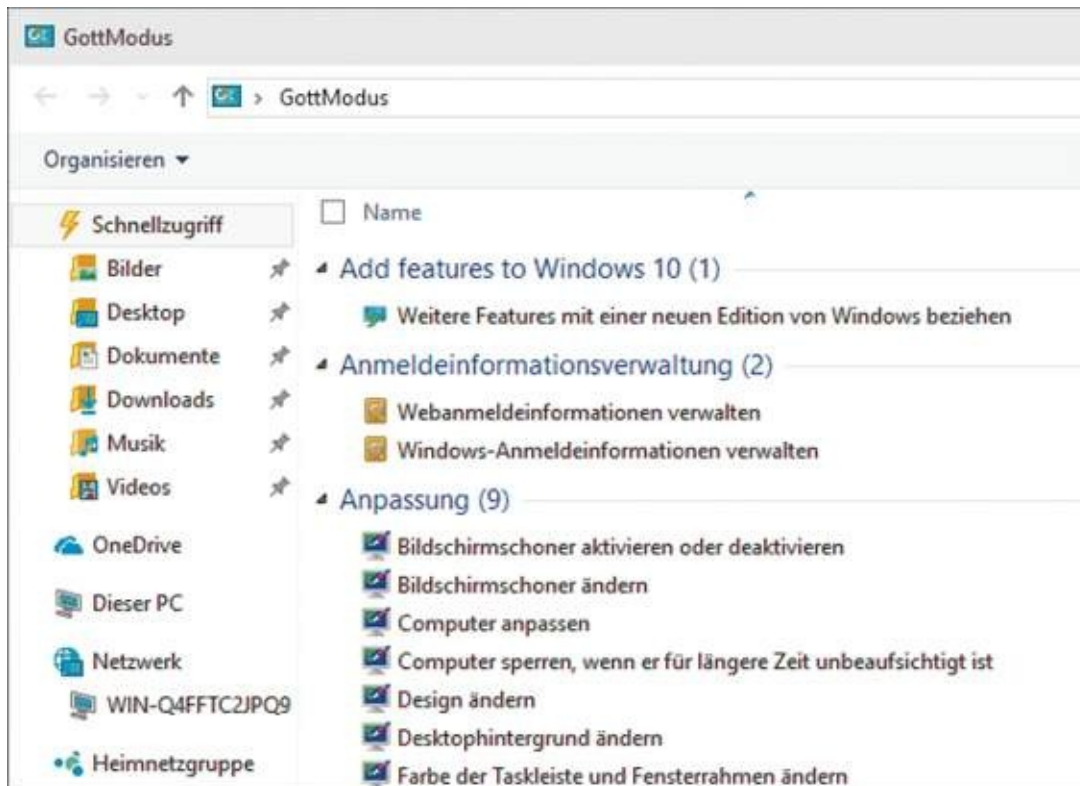 GottModus
GottModus
Organisieren
Schnellzugriff
Bilder
Desktop
Dokumente
Downloads
Musik
Videos
OneDrive
Dieser PC
Netzwerk
WIN-Q4FFTC2JPQ9
Heimnetzgruppe
Name
Add features to Windows 10 (1)
Weitere Features mit einer neuen Edition von Windows beziehen
Anmeldeinformationsverwaltung (2)
Webanmeldeinformationen verwalten
Windows-Anmeldeinformationen verwalten
Anpassung (9)
Bildschirmschoner aktivieren oder deaktivieren
Bildschirmschoner ändern
Computer anpassen
Computer sperren, wenn er für längere Zeit unbeaufsichtigt ist
Design ändern
Desktophintergrund ändern
Farbe der Taskleiste und Fensterrahmen ändern